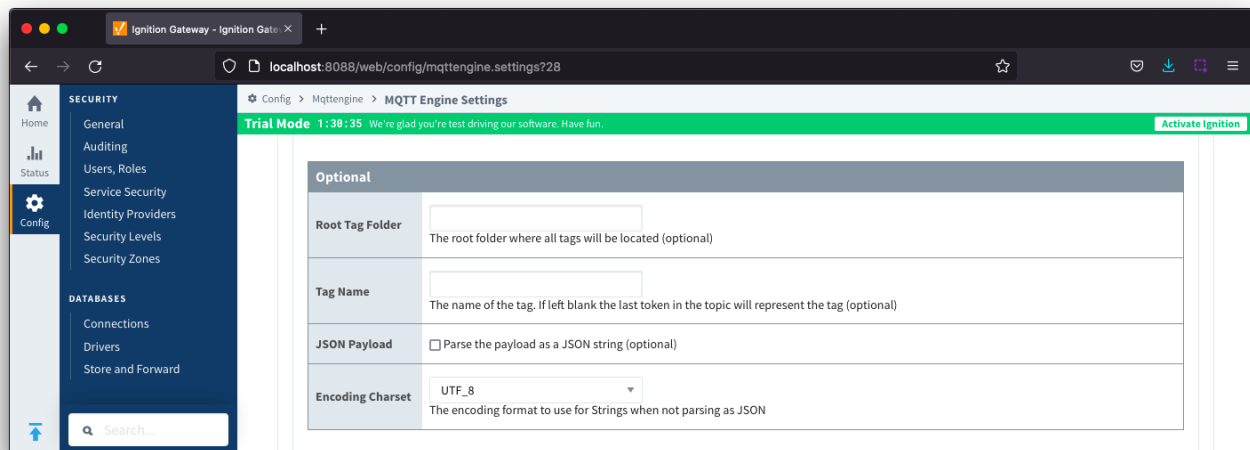 Ignition Gateway - Ignition Gate
localhost:8088/web/config/mqttengine.settings?28
Home
Status
Config
SECURITY
General
Auditing
Users, Roles
Service Security
Identity Providers
Security Levels
Security Zones
DATABASES
Connections
Drivers
Store and Forward
Search...
Config > Mqttengine > MQTT Engine Settings
Trial Mode 1:30:35 We're glad you're test driving our software. Have fun.
Activate Ignition
Optional
Root Tag Folder
The root folder where all tags will be located (optional)
Tag Name
The name of the tag. If left blank the last token in the topic will represent the tag (optional)
JSON Payload
Parse the payload as a JSON string (optional)
Encoding Charset
UTF_8
The encoding format to use for Strings when not parsing as JSON